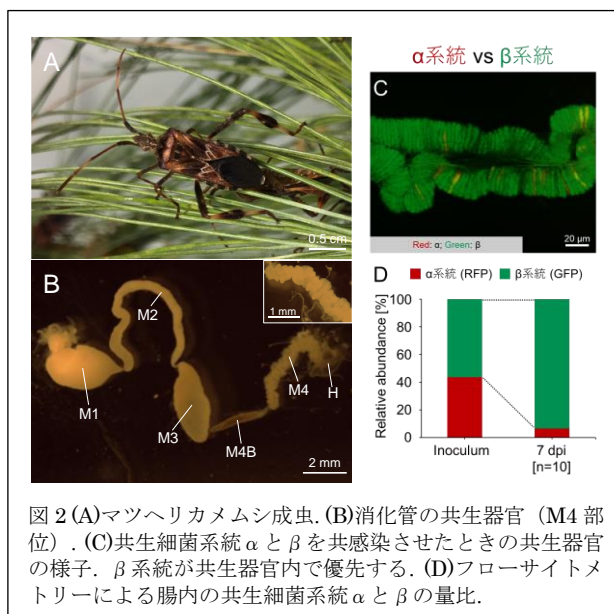 A
0.5 cm
B
M1
M2
M3
M4B
M4
H
1 mm
2 mm
α系統 vs β系統
C
Red: α; Green: β
20 μm
D
α系統 (RFP)
β系統 (GFP)
Relative abundance [%]
100
80
60
40
20
0
Inoculum
7 dpi
[n=10]
図 2 (A)マツヘリカメムシ成虫. (B)消化管の共生器官（M4 部
位）. (C)共生細菌系統 α と β を共感染させたときの共生器官
の様子. β 系統が共生器官内で優先する. (D)フローサイトメ
トリーによる腸内の共生細菌系統 α と β の量比.